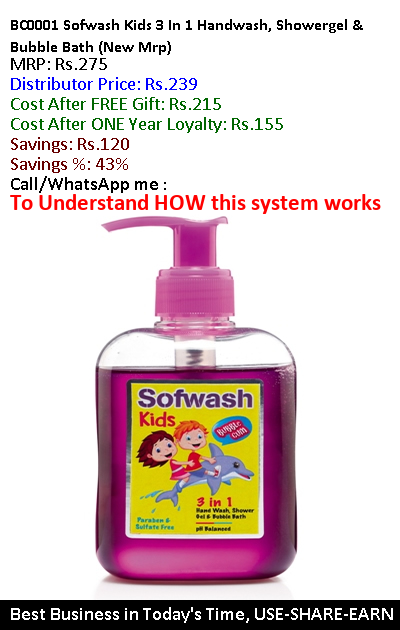 BC0001 Sofwash Kids 3 In 1 Handwash, Showergel &
Bubble Bath (New Mrp)
MRP: Rs.275
Distributor Price: Rs.239
Cost After FREE Gift: Rs.215
Cost After ONE Year Loyalty: Rs.155
Savings: Rs.120
Savings %: 43%
Call/WhatsApp me :
To Understand HOW this system works
Sofwash
Kids
BUBBLE
GUM
3 in 1
Hand Wash, Shower
Gel & Bubble Bath
Paraben &
Sulfate Free
pH Balanced
Best Business in Today's Time, USE-SHARE-EARN